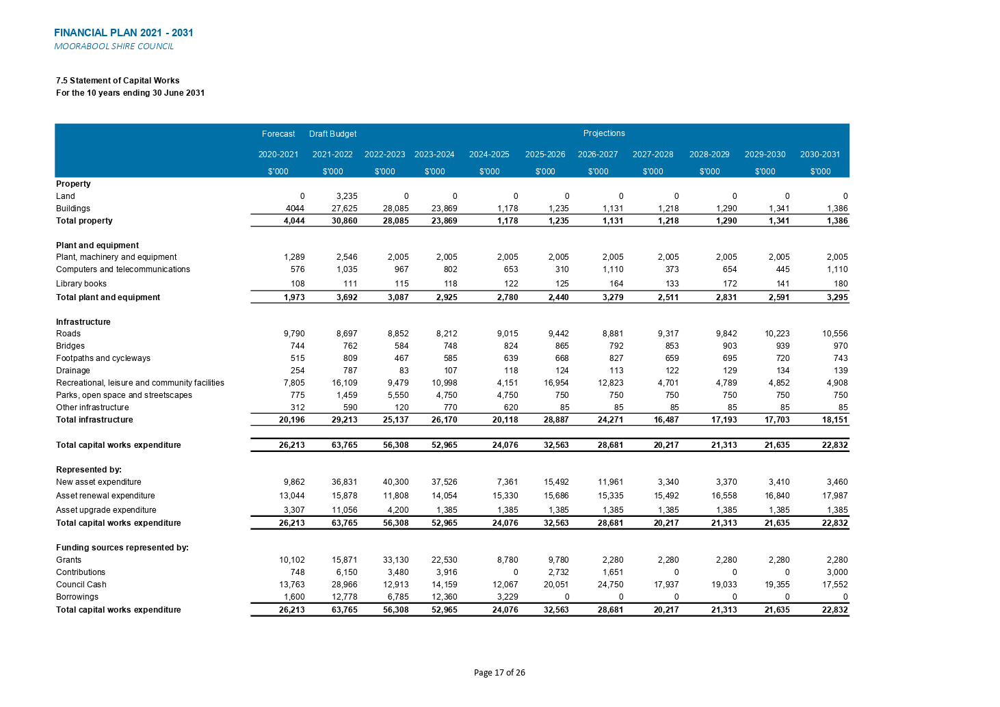 FINANCIAL PLAN 2021 - 2031
MOORABOOL SHIRE COUNCIL
7.5 Statement of Capital Works
For the 10 years ending 30 June 2031
Forecast Draft Budget Projections
2020-2021 2021-2022 2022-2023 2023-2024 2024-2025 2025-2026 2026-2027 2027-2028 2028-2029 2029-2030 2030-2031
$'000 $'000 $'000 $'000 $'000 $'000 $'000 $'000 $'000 $'000 $'000
Property
Land 0 3,235 0 0 0 0 0 0 0 0 0
Buildings 4044 27,625 28,085 23,869 1,178 1,235 1,131 1,218 1,290 1,341 1,386
Total property 4,044 30,860 28,085 23,869 1,178 1,235 1,131 1,218 1,290 1,341 1,386
Plant and equipment
Plant, machinery and equipment 1,289 2,546 2,005 2,005 2,005 2,005 2,005 2,005 2,005 2,005 2,005
Computers and telecommunications 576 1,035 967 802 653 310 1,110 373 654 445 1,110
Library books 108 111 115 118 122 125 164 133 172 141 180
Total plant and equipment 1,973 3,692 3,087 2,925 2,780 2,440 3,279 2,511 2,831 2,591 3,295
Infrastructure
Roads 9,790 8,697 8,852 8,212 9,015 9,442 8,881 9,317 9,842 10,223 10,556
Bridges 744 762 584 748 824 865 792 853 903 939 970
Footpaths and cycleways 515 809 467 585 639 668 827 659 695 720 743
Drainage 254 787 83 107 118 124 113 122 129 134 139
Recreational, leisure and community facilities 7,805 16,109 9,479 10,998 4,151 16,954 12,823 4,701 4,789 4,852 4,908
Parks, open space and streetscapes 775 1,459 5,550 4,750 4,750 750 750 750 750 750 750
Other infrastructure 312 590 120 770 620 85 85 85 85 85 85
Total infrastructure 20,196 29,213 25,137 26,170 20,118 28,887 24,271 16,487 17,193 17,703 18,151
Total capital works expenditure 26,213 63,765 56,308 52,965 24,076 32,563 28,681 20,217 21,313 21,635 22,832
Represented by:
New asset expenditure 9,862 36,831 40,300 37,526 7,361 15,492 11,961 3,340 3,370 3,410 3,460
Asset renewal expenditure 13,044 15,878 11,808 14,054 15,330 15,686 15,335 15,492 16,558 16,840 17,987
Asset upgrade expenditure 3,307 11,056 4,200 1,385 1,385 1,385 1,385 1,385 1,385 1,385 1,385
Total capital works expenditure 26,213 63,765 56,308 52,965 24,076 32,563 28,681 20,217 21,313 21,635 22,832
Funding sources represented by:
Grants 10,102 15,871 33,130 22,530 8,780 9,780 2,280 2,280 2,280 2,280 2,280
Contributions 748 6,150 3,480 3,916 0 2,732 1,651 0 0 0 3,000
Council Cash 13,763 28,966 12,913 14,159 12,067 20,051 24,750 17,937 19,033 19,355 17,552
Borrowings 1,600 12,778 6,785 12,360 3,229 0 0 0 0 0 0
Total capital works expenditure 26,213 63,765 56,308 52,965 24,076 32,563 28,681 20,217 21,313 21,635 22,832
Page 17 of 26